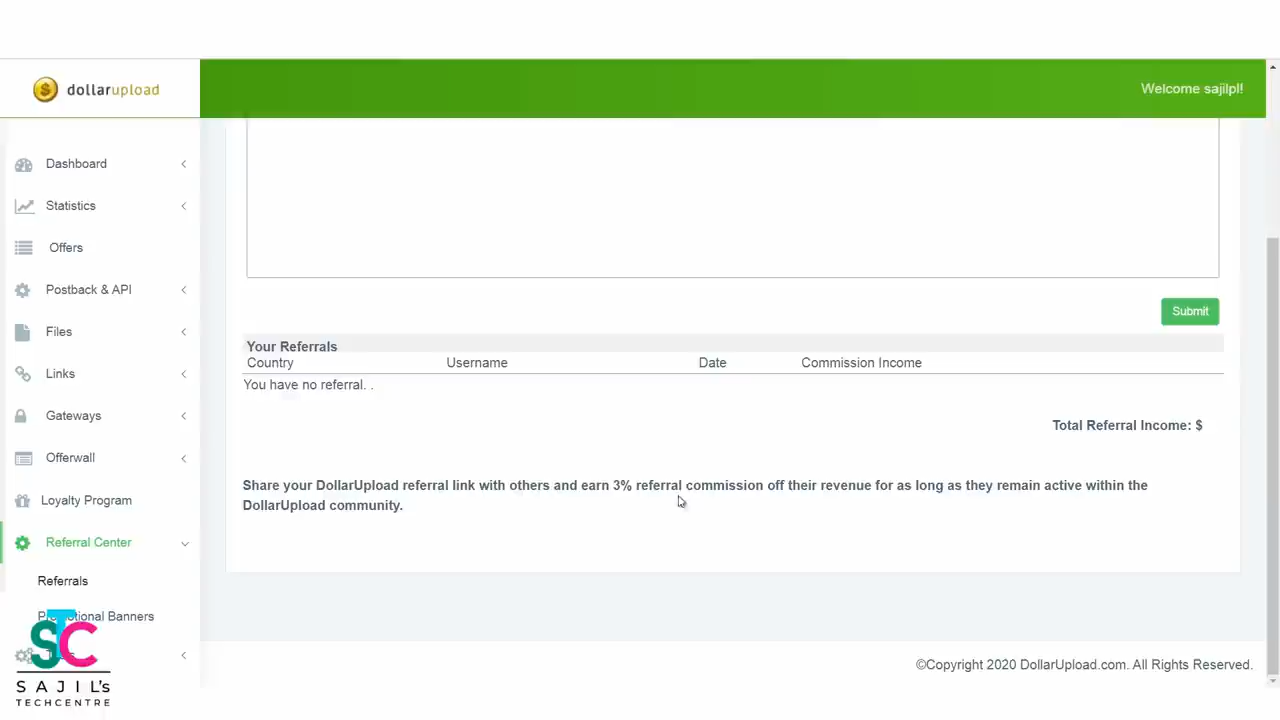 dollarupload
Welcome sajilpl!
Dashboard
Statistics
Offers
Postback & API
Files
Links
Gateways
Offerwall
Loyalty Program
Referral Center
Referrals
Promotional Banners
Submit
Your Referrals
Country Username Date Commission Income
You have no referral. .
Total Referral Income: $
Share your DollarUpload referral link with others and earn 3% referral commission off their revenue for as long as they remain active within the
DollarUpload community.
©Copyright 2020 DollarUpload.com. All Rights Reserved.
STC
SAJIL's
TECHCENTRE